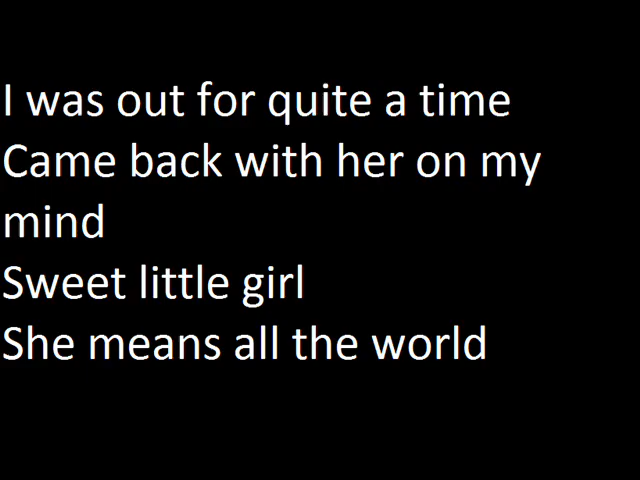 I was out for quite a time
Came back with her on my
mind
Sweet little girl
She means all the world